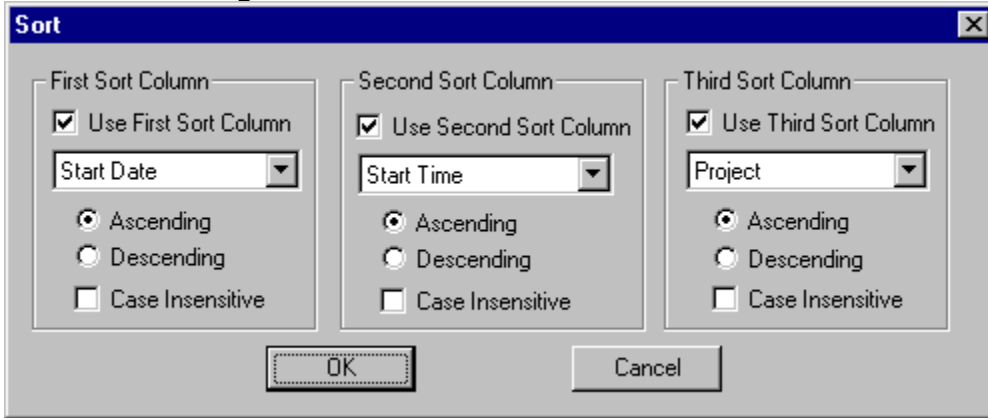 Sort
First Sort Column
Use First Sort Column
Start Date
Ascending
Descending
Case Insensitive
Second Sort Column
Use Second Sort Column
Start Time
Ascending
Descending
Case Insensitive
Third Sort Column
Use Third Sort Column
Project
Ascending
Descending
Case Insensitive
OK
Cancel